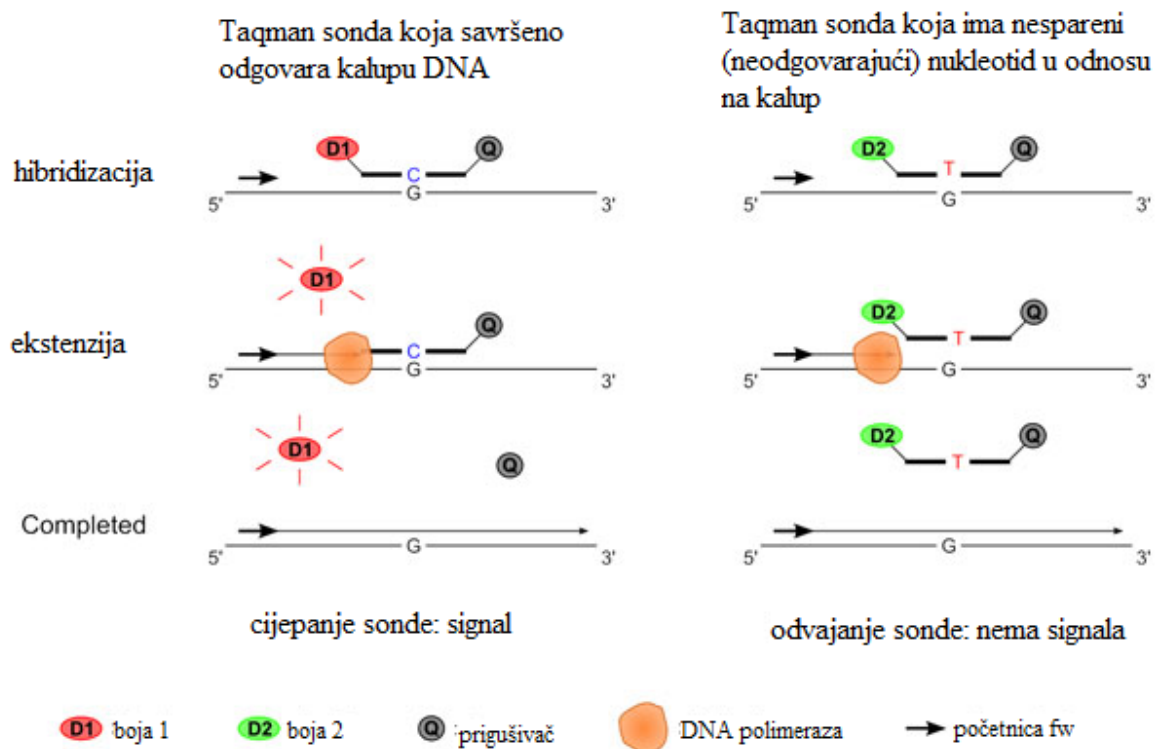 Taqman sonda koja savršeno
odgovara kalupu DNA
Taqman sonda koja ima nespareni
(neodgovarajući) nukleotid u odnosu
na kalup
hibridizacija
D1
Q
C
G
5'
3'
D2
Q
T
G
5'
3'
ekstenzija
D1
Q
C
G
5'
3'
D2
Q
T
G
5'
3'
Completed
D1
Q
G
5'
3'
D2
Q
T
G
5'
3'
cijepanje sonde: signal
odvajanje sonde: nema signala
D1 boja 1
D2 boja 2
Q prigušivač
DNA polimeraza
početnica fw